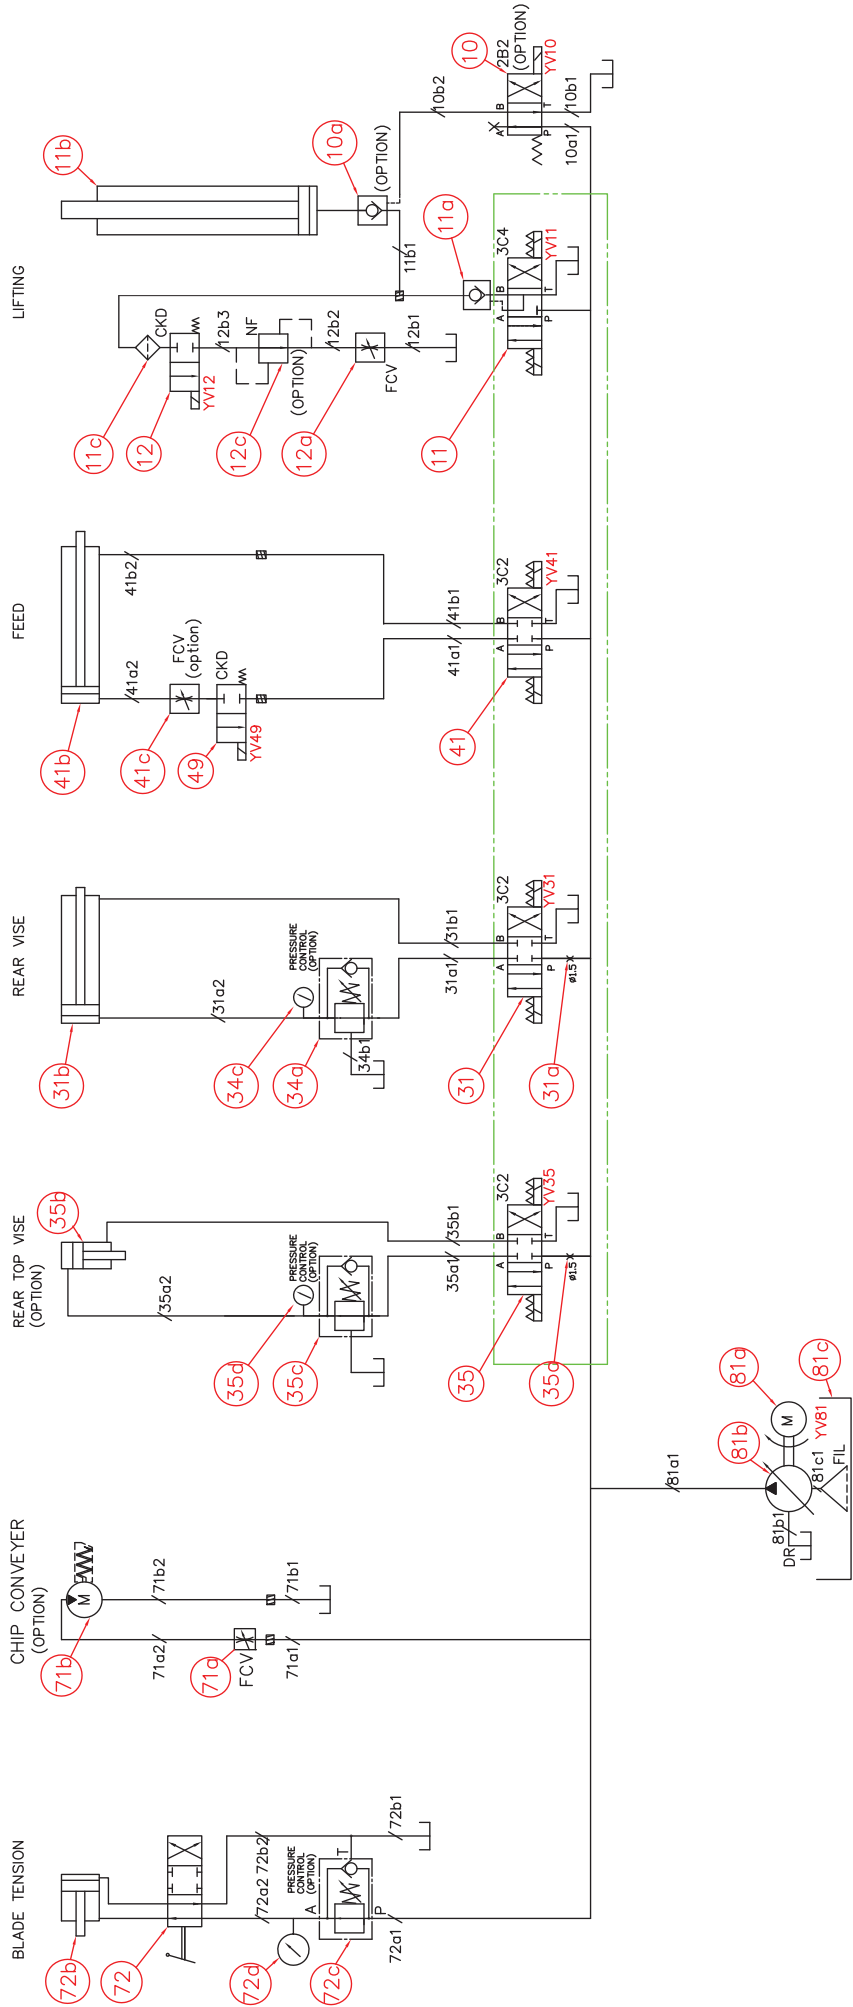 BLADE TENSION
72b
72
72a2
72b2
PRESSURE
CONTROL
(OPTION)
A
T
P
72d
72c
72a1
72b1
CHIP CONVEYER
(OPTION)
M
71b
71a2
71b2
71a
FCV
71a1
71b1
REAR TOP VISE
(OPTION)
35b
35a2
PRESSURE
CONTROL
(OPTION)
35d
35c
35a1
35b1
3C2
A
B
P
T
YV35
35
35a
ø1.5
REAR VISE
31b
31a2
PRESSURE
CONTROL
(OPTION)
34c
34a
34b1
31a1
31b1
3C2
A
B
P
T
YV31
31
31a
ø1.5
FEED
41b
41a2
41b2
FCV
(option)
41c
CKD
49
YV49
41a1
41b1
3C2
A
B
P
T
YV41
41
LIFTING
11b
11c
CKD
12
YV12
12b3
NF
12c
(OPTION)
12b2
12a
FCV
12b1
10a
(OPTION)
11b1
11a
3C4
A
B
P
T
YV11
11
10b2
10
2B2
(OPTION)
A
B
P
T
YV10
10a1
10b1
81a1
81b
81a
M
YV81
81c
81b1
DR
81c1
FIL